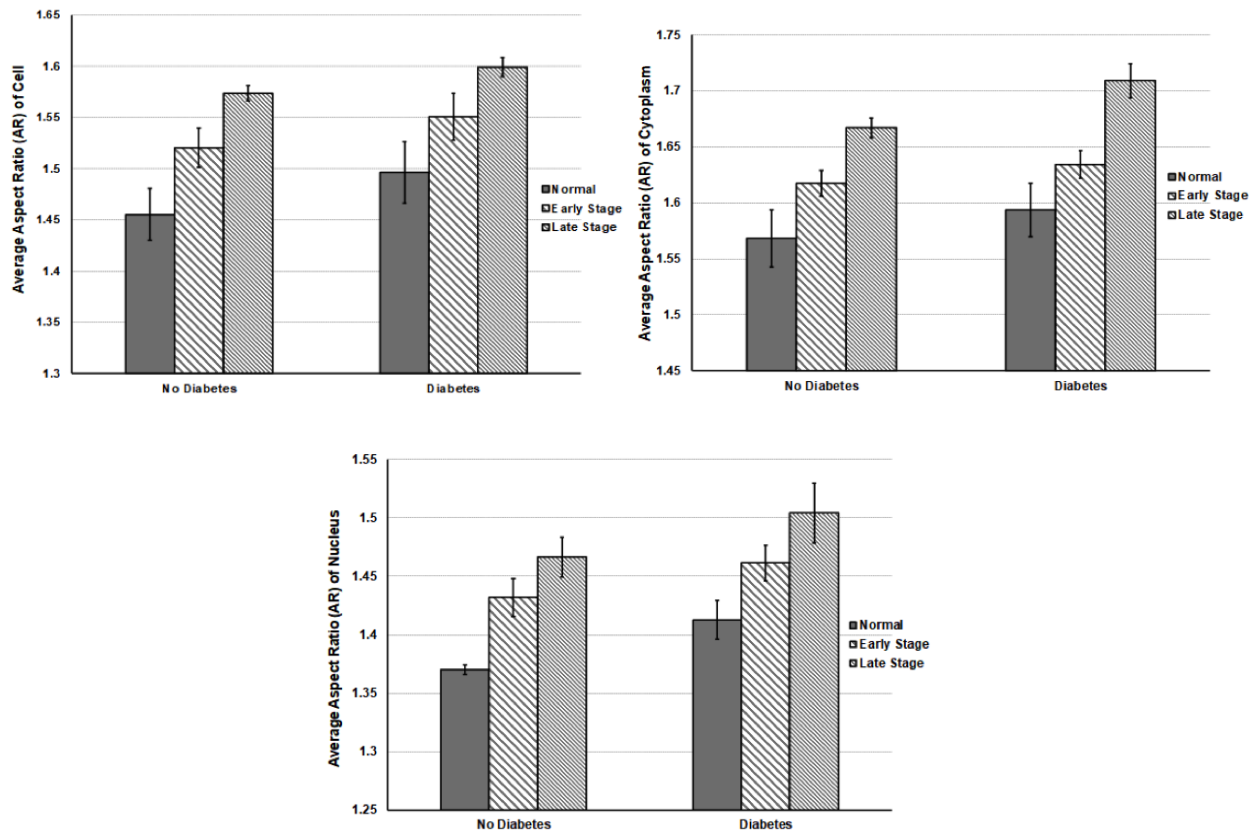 Average Aspect Ratio (AR) of Cell
1.65
1.6
1.55
1.5
1.45
1.4
1.35
1.3
No Diabetes
Diabetes
Normal
Early Stage
Late Stage
Average Aspect Ratio (AR) of Cytoplasm
1.75
1.7
1.65
1.6
1.55
1.5
1.45
No Diabetes
Diabetes
Normal
Early Stage
Late Stage
Average Aspect Ratio (AR) of Nucleus
1.55
1.5
1.45
1.4
1.35
1.3
1.25
No Diabetes
Diabetes
Normal
Early Stage
Late Stage